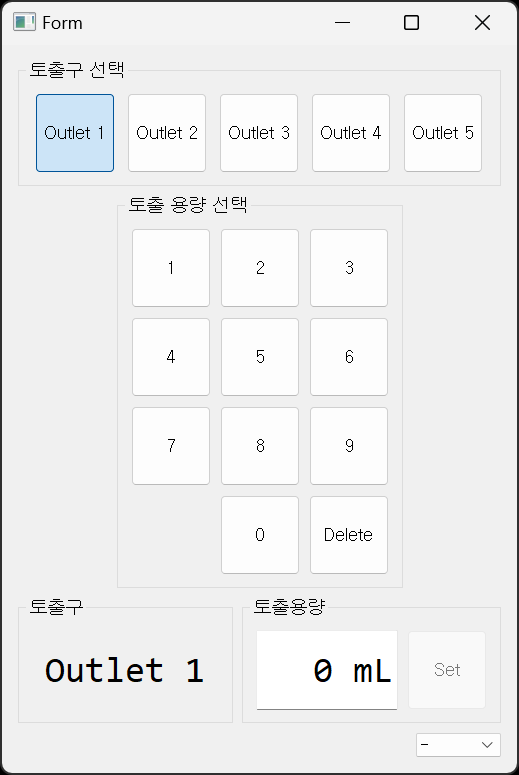 Form
토출구 선택
Outlet 1 Outlet 2 Outlet 3 Outlet 4 Outlet 5
토출 용량 선택
1 2 3
4 5 6
7 8 9
0 Delete
토출구 토출용량
Outlet 1 0 mL Set
-